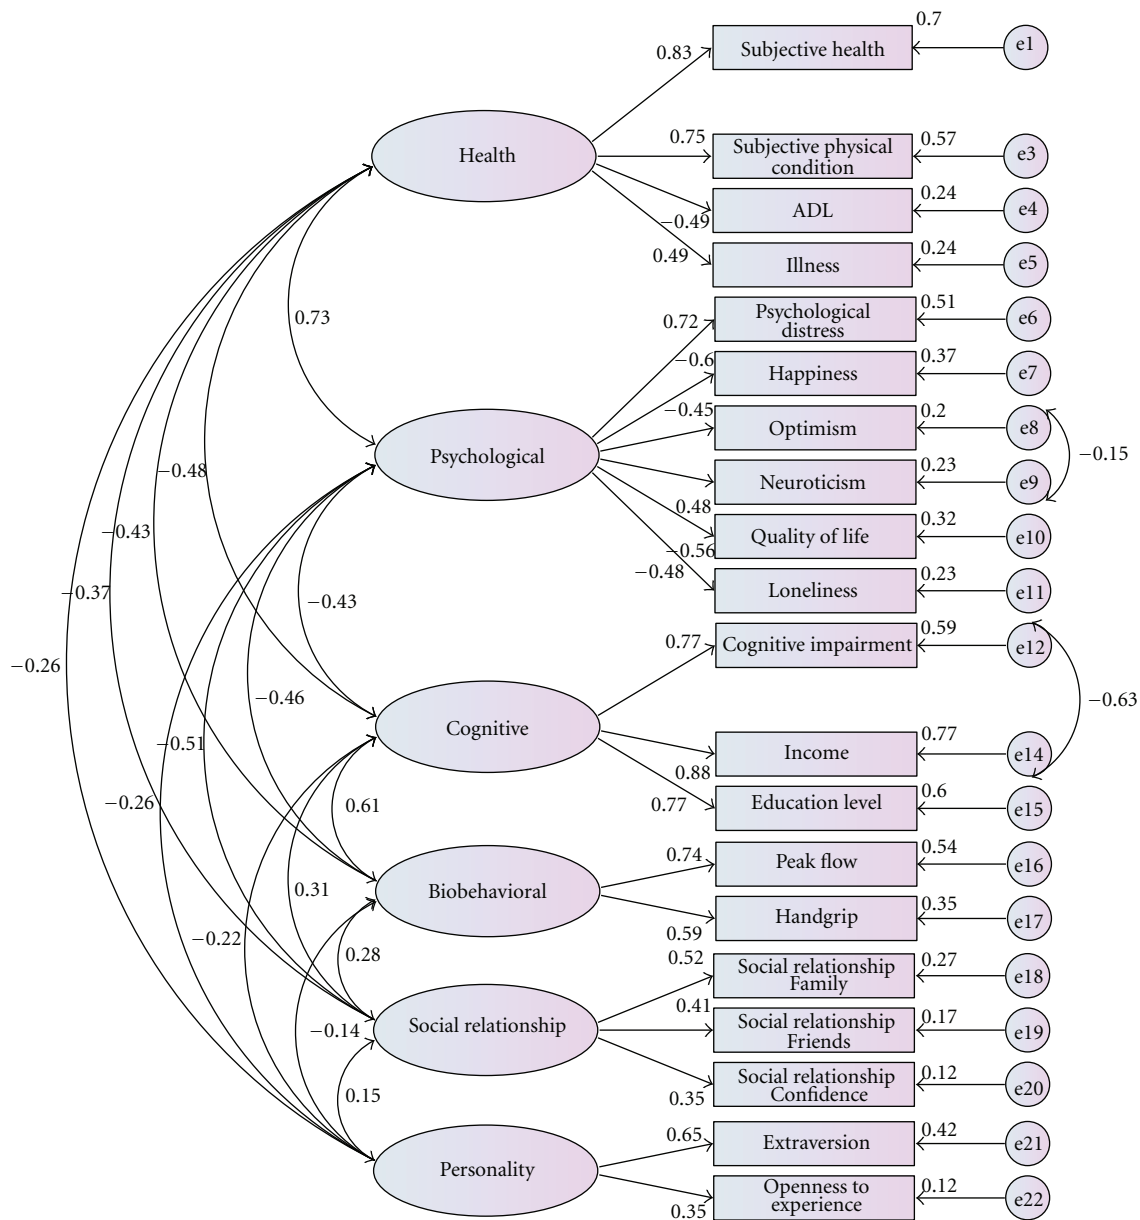 0.7
0.83
Subjective health
e1
Health
0.75
Subjective physical
condition
0.57
e3
−0.49
ADL
0.24
e4
0.49
Illness
0.24
e5
0.73
0.72
Psychological
distress
0.51
e6
−0.6
Happiness
0.37
e7
−0.45
Optimism
0.2
e8
−0.15
Psychological
Neuroticism
0.23
e9
−0.48
0.48
Quality of life
0.32
e10
−0.43
−0.56
−0.48
Loneliness
0.23
e11
−0.37
−0.43
0.77
Cognitive impairment
0.59
e12
−0.26
−0.46
−0.63
Cognitive
−0.51
Income
0.77
e14
0.88
−0.26
0.61
0.77
Education level
0.6
e15
0.74
Peak flow
0.54
e16
Biobehavioral
0.31
Handgrip
0.35
e17
−0.22
0.59
0.28
0.52
Social relationship
Family
0.27
e18
−0.14
Social relationship
0.41
Social relationship
Friends
0.17
e19
0.15
0.35
Social relationship
Confidence
0.12
e20
0.65
Extraversion
0.42
e21
Personality
0.35
Openness to
experience
0.12
e22